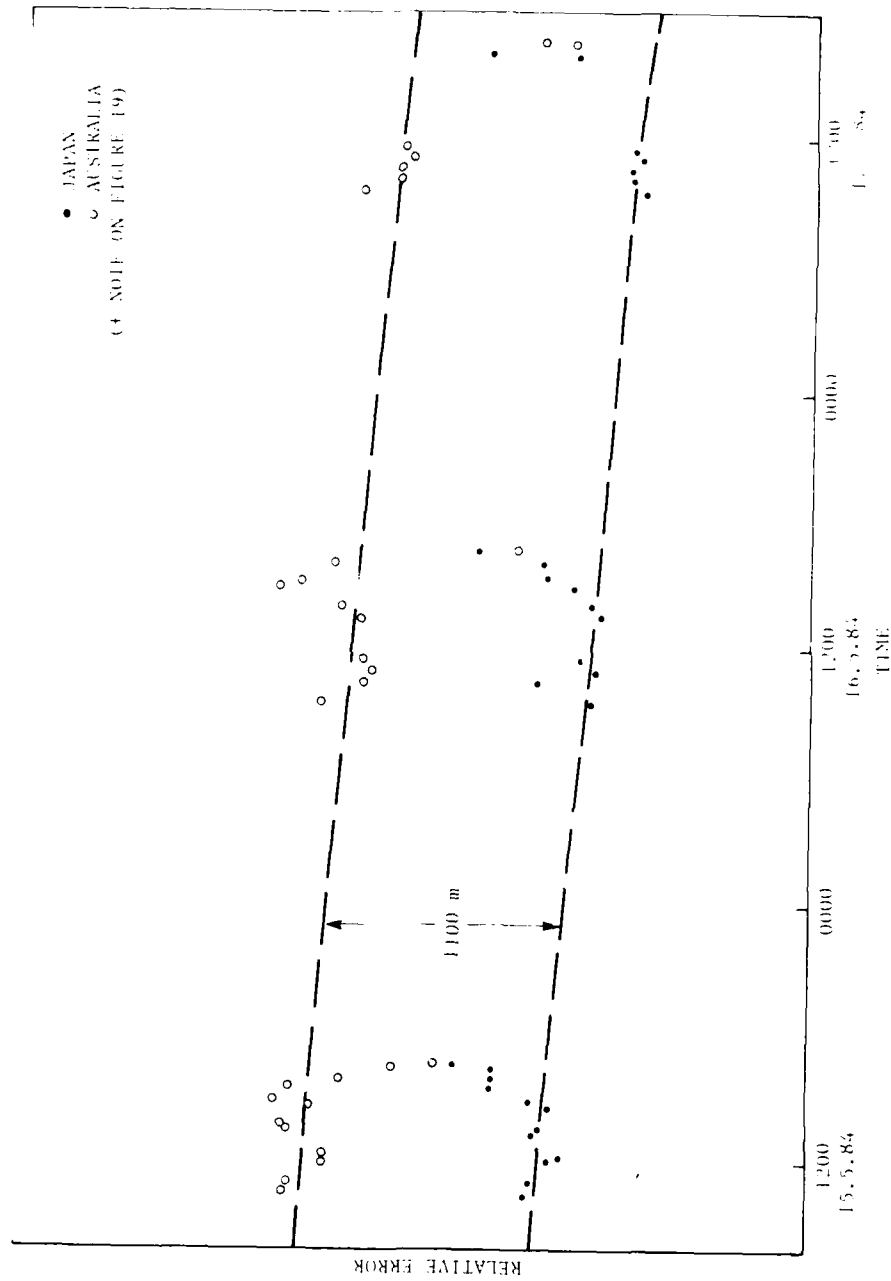 JAPAN
AUSTRALIA
NOTE ON FIGURE 19)
RELATIVE ERROR
1100 m
1200
0000
1200
0000
15.5.84
16.5.84
TIME